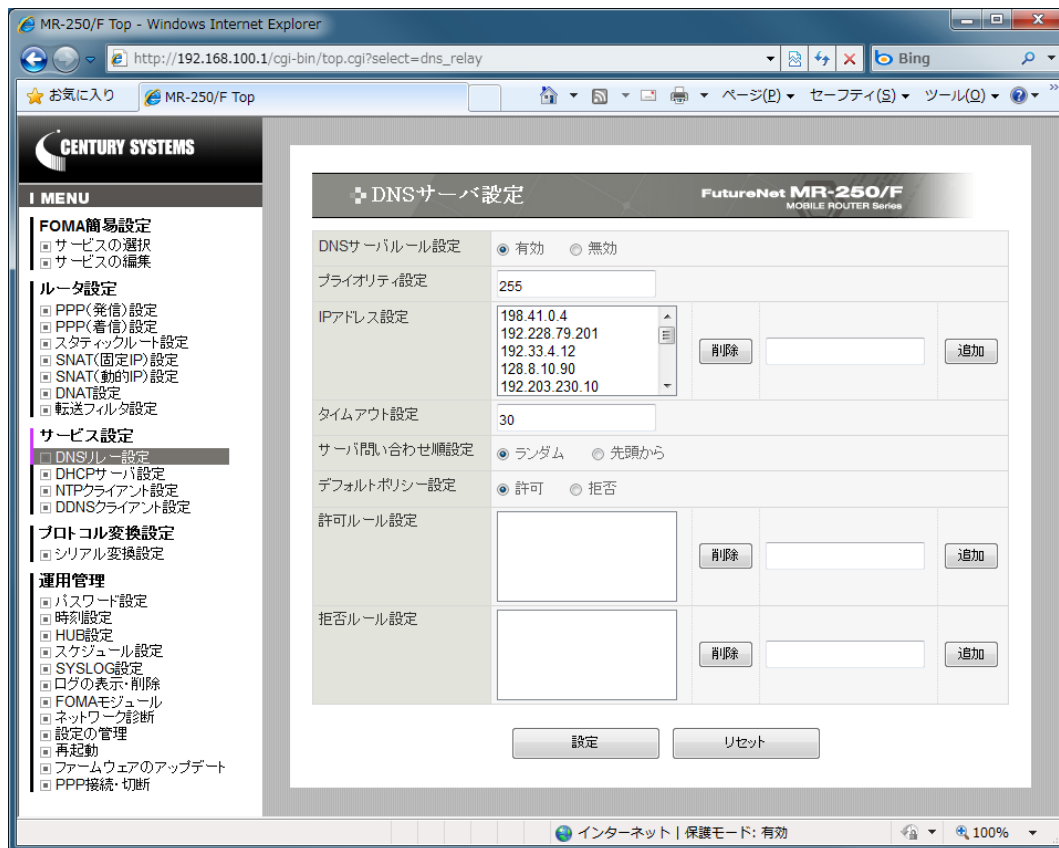 MR-250/F Top - Windows Internet Explorer
http://192.168.100.1/cgi-bin/top.cgi?select=dns_relay
Bing
お気に入り
MR-250/F Top
ページ(P)
セーフティ(S)
ツール(O)
CENTURY SYSTEMS
MENU
FOMA簡易設定
サービスの選択
サービスの編集
ルータ設定
PPP(発信)設定
PPP(着信)設定
スタティックルート設定
SNAT(固定IP)設定
SNAT(動的IP)設定
DNAT設定
転送フィルタ設定
サービス設定
DNSリレー設定
DHCPサーバ設定
NTPクライアント設定
DDNSクライアント設定
プロトコル変換設定
シリアル変換設定
運用管理
パスワード設定
時刻設定
HUB設定
スケジュール設定
SYSLOG設定
ログの表示・削除
FOMAモジュール
ネットワーク診断
設定の管理
再起動
ファームウェアのアップデート
PPP接続・切断
DNSサーバ設定
FutureNet MR-250/F
MOBILE ROUTER Series
DNSサーバルール設定 有効 無効
プライオリティ設定 255
IPアドレス設定
198.41.0.4
192.228.79.201
192.33.4.12
128.8.10.90
192.203.230.10
削除 追加
タイムアウト設定 30
サーバ問い合わせ順設定 ランダム 先頭から
デフォルトポリシー設定 許可 拒否
許可ルール設定 削除 追加
拒否ルール設定 削除 追加
設定 リセット
インターネット | 保護モード: 有効
100%